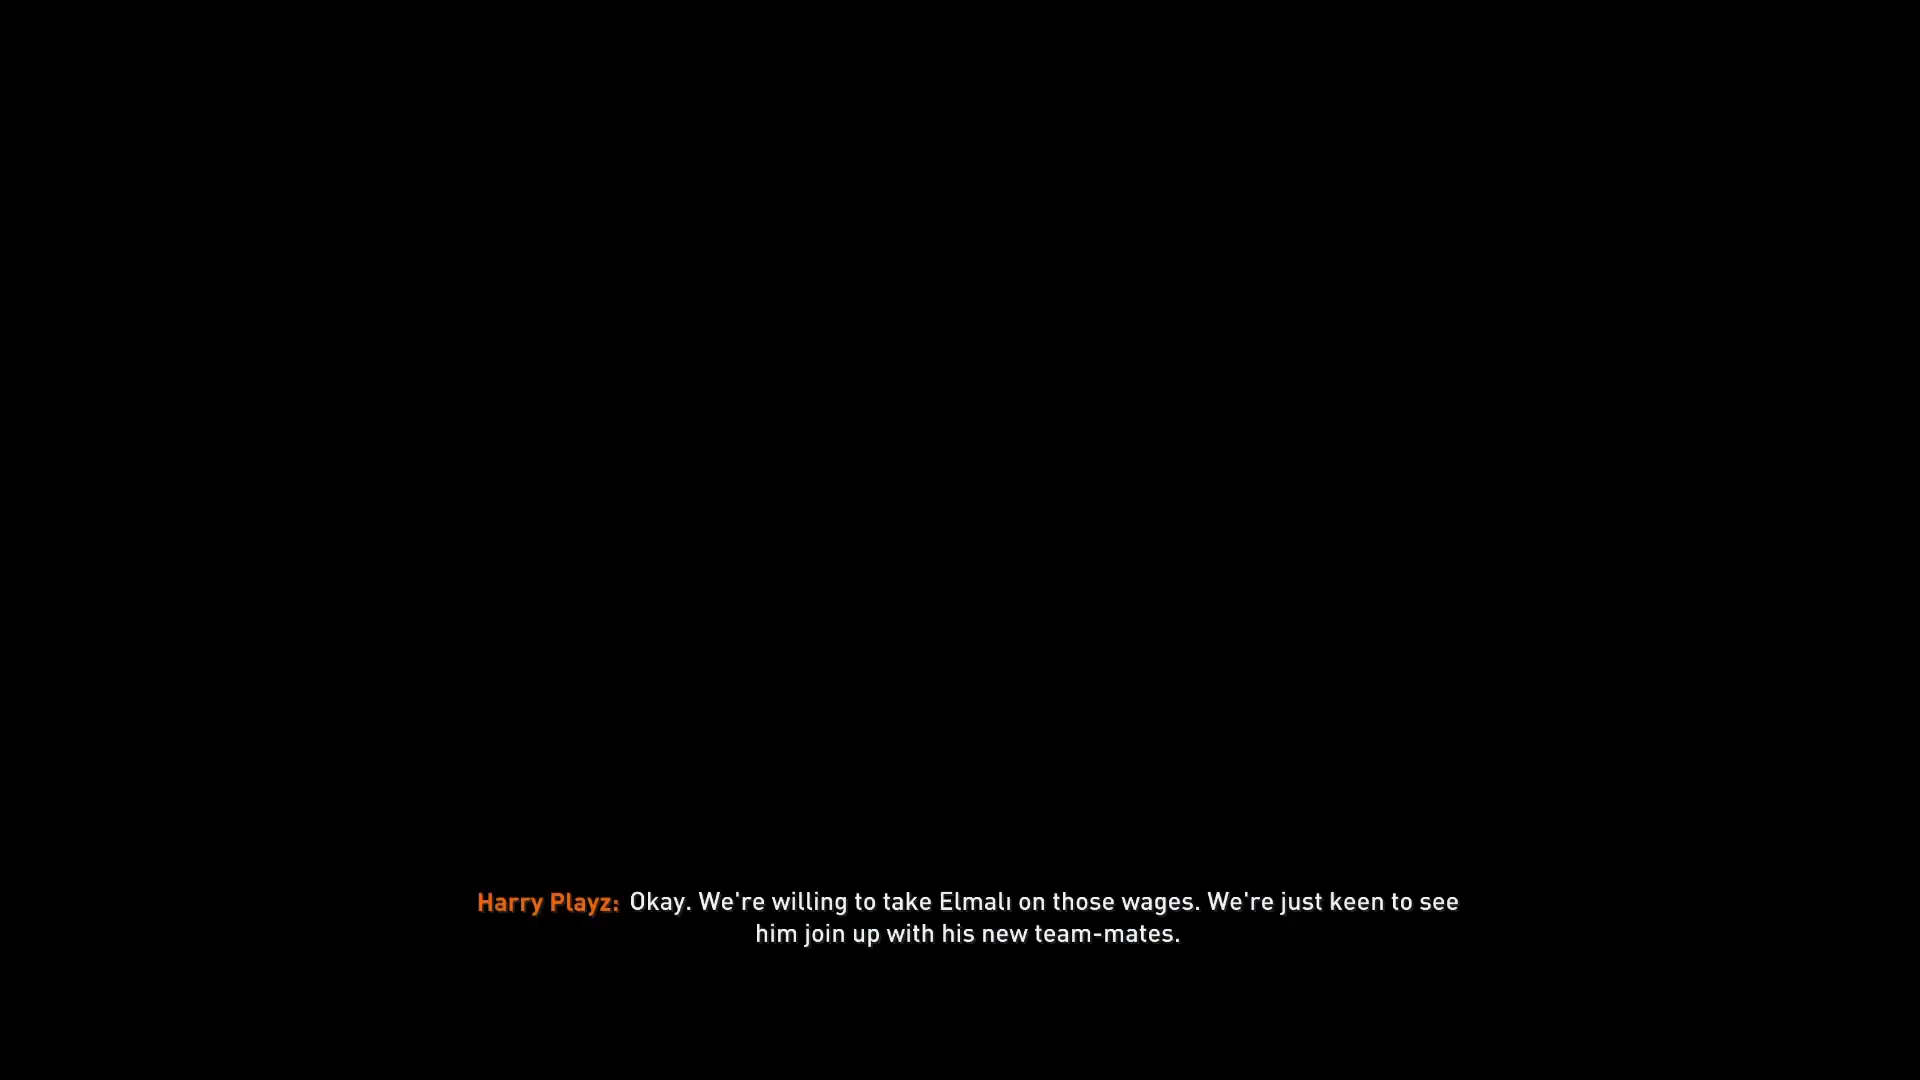 Harry Playz: Okay. We're willing to take Elmalı on those wages. We're just keen to see
him join up with his new team-mates.